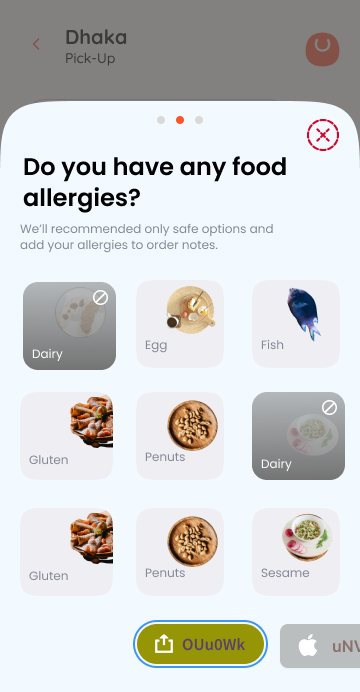 Dhaka
Pick-Up
Do you have any food
allergies?
We’ll recommended only safe options and
add your allergies to order notes.
Dairy
Egg
Fish
Gluten
Penuts
Dairy
Gluten
Penuts
Sesame
OUu0Wk
uNV